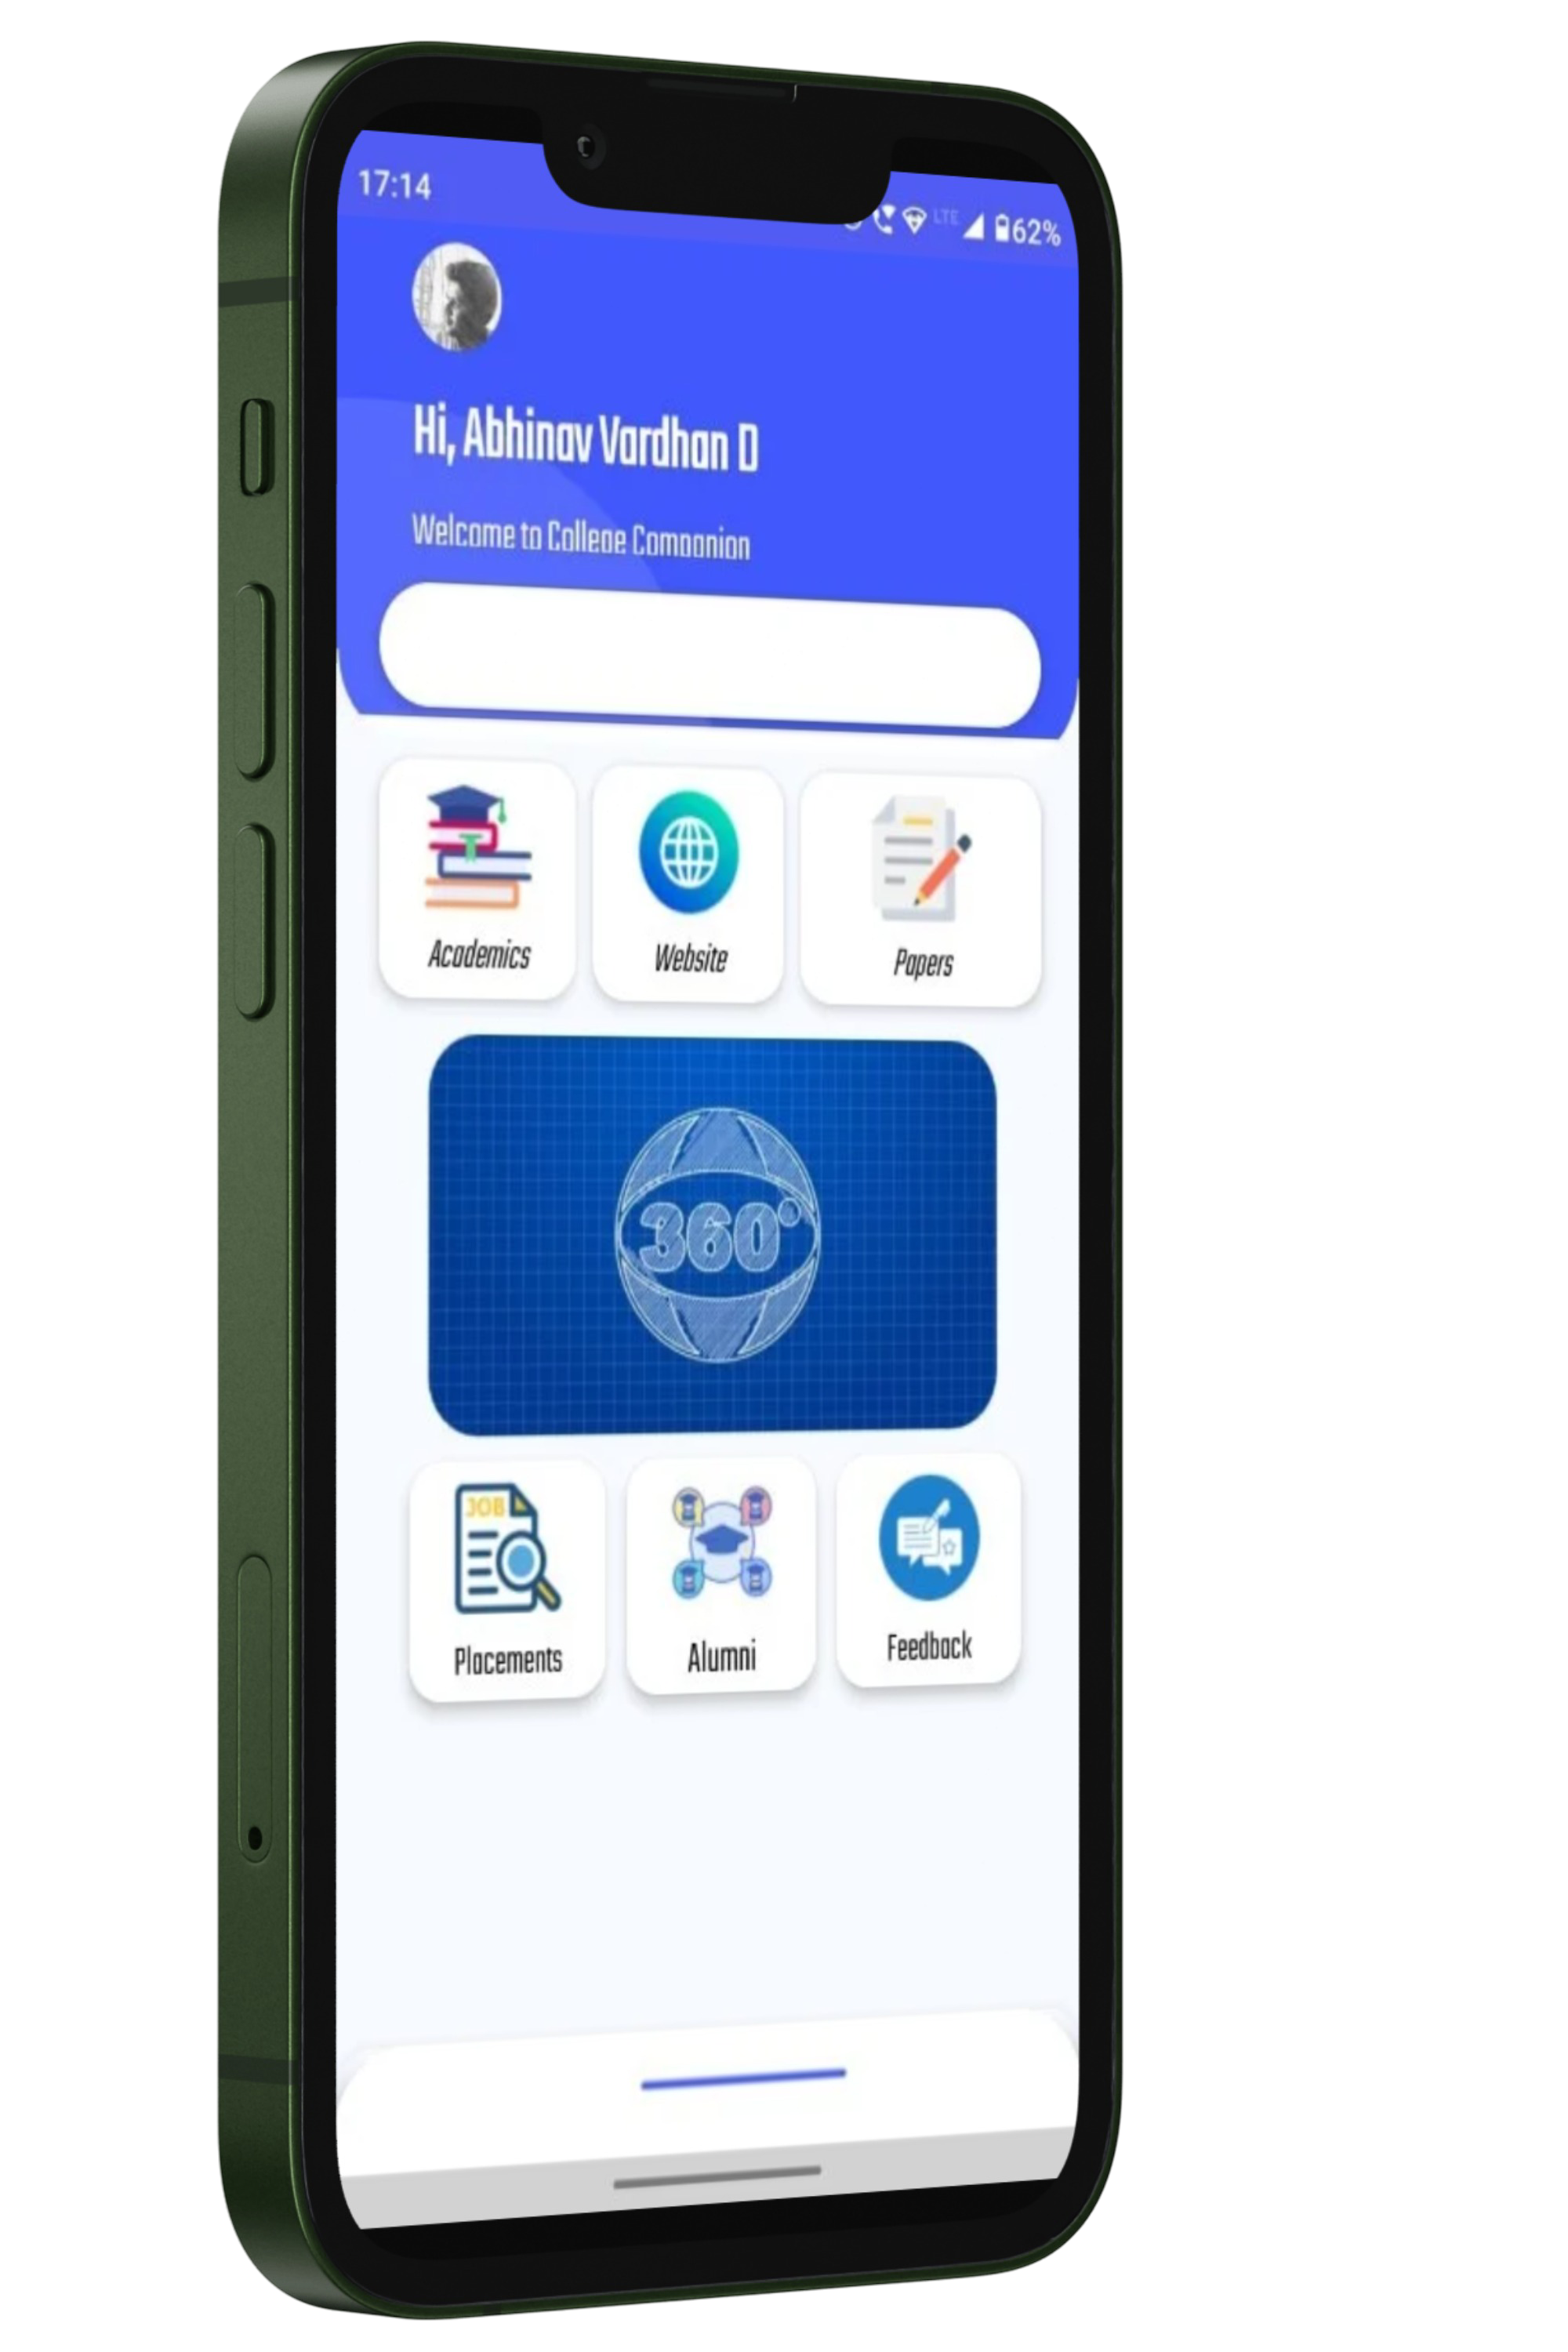 17:14
LTE 62%
Hi, Abhinav Vardhan D
Welcome to College Companion
Academics Website Papers
360°
JOB
Placements Alumni Feedback